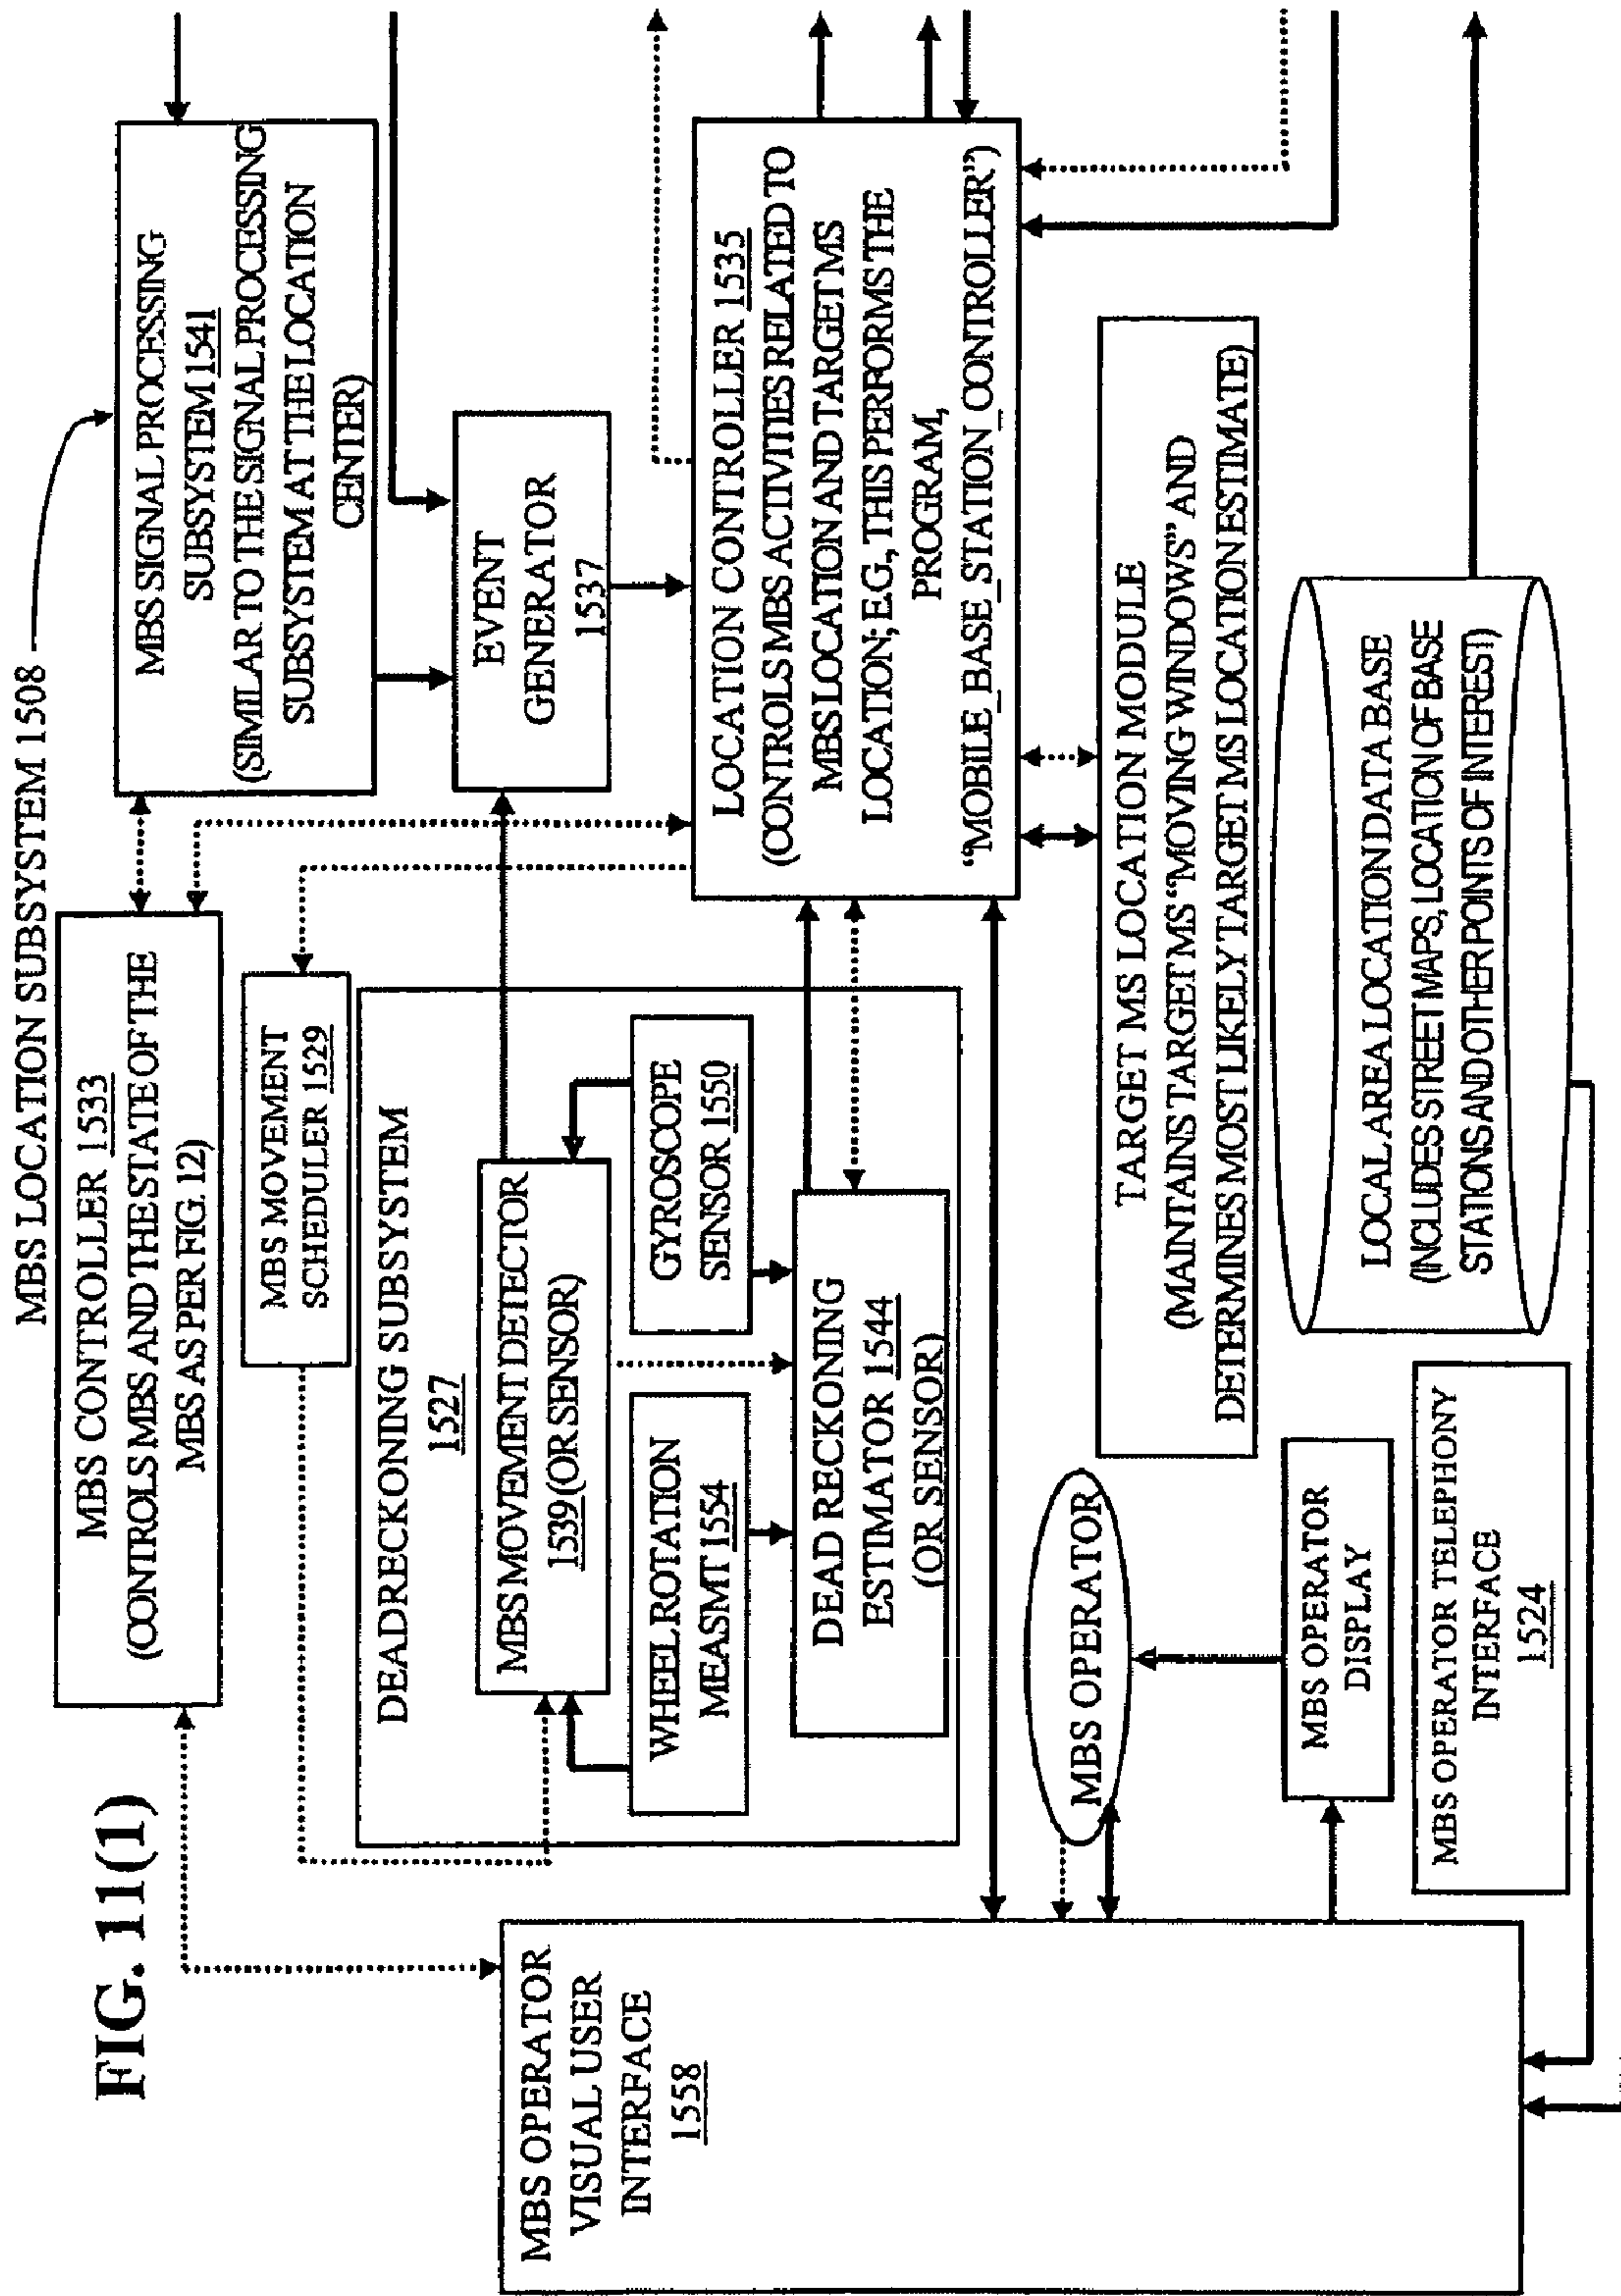 FIG. 11(1)
MBS LOCATION SUBSYSTEM 1508
MBS CONTROLLER 1533
(CONTROLS MBS AND THE STATE OF THE
MBS AS PER FIG. 12)
MBS SIGNAL PROCESSING
SUBSYSTEM 1541
(SIMILAR TO THE SIGNAL PROCESSING
SUBSYSTEM AT THE LOCATION
CENTER)
MBS MOVEMENT
SCHEDULER 1529
DEADRECKONING SUBSYSTEM
1527
MBS MOVEMENT DETECTOR
1539 (OR SENSOR)
WHEEL ROTATION
MEASMT 1554
GYROSCOPE
SENSOR 1550
DEAD RECKONING
ESTIMATOR 1544
(OR SENSOR)
EVENT
GENERATOR
1537
LOCATION CONTROLLER 1535
(CONTROLS MBS ACTIVITIES RELATED TO
MBS LOCATION AND TARGET MS
LOCATION; E.G., THIS PERFORMS THE
PROGRAM,
“MOBILE_BASE_STATION_CONTROLLER”)
MBS OPERATOR
VISUAL USER
INTERFACE
1558
MBS OPERATOR
MBS OPERATOR
DISPLAY
MBS OPERATOR TELEPHONY
INTERFACE
1524
TARGET MS LOCATION MODULE
(MAINTAINS TARGET MS “MOVING WINDOWS” AND
DETERMINES MOST LIKELY TARGET MS LOCATION ESTIMATE)
LOCAL AREA LOCATION DATA BASE
(INCLUDES STREET MAPS, LOCATION OF BASE
STATIONS AND OTHER POINTS OF INTEREST)